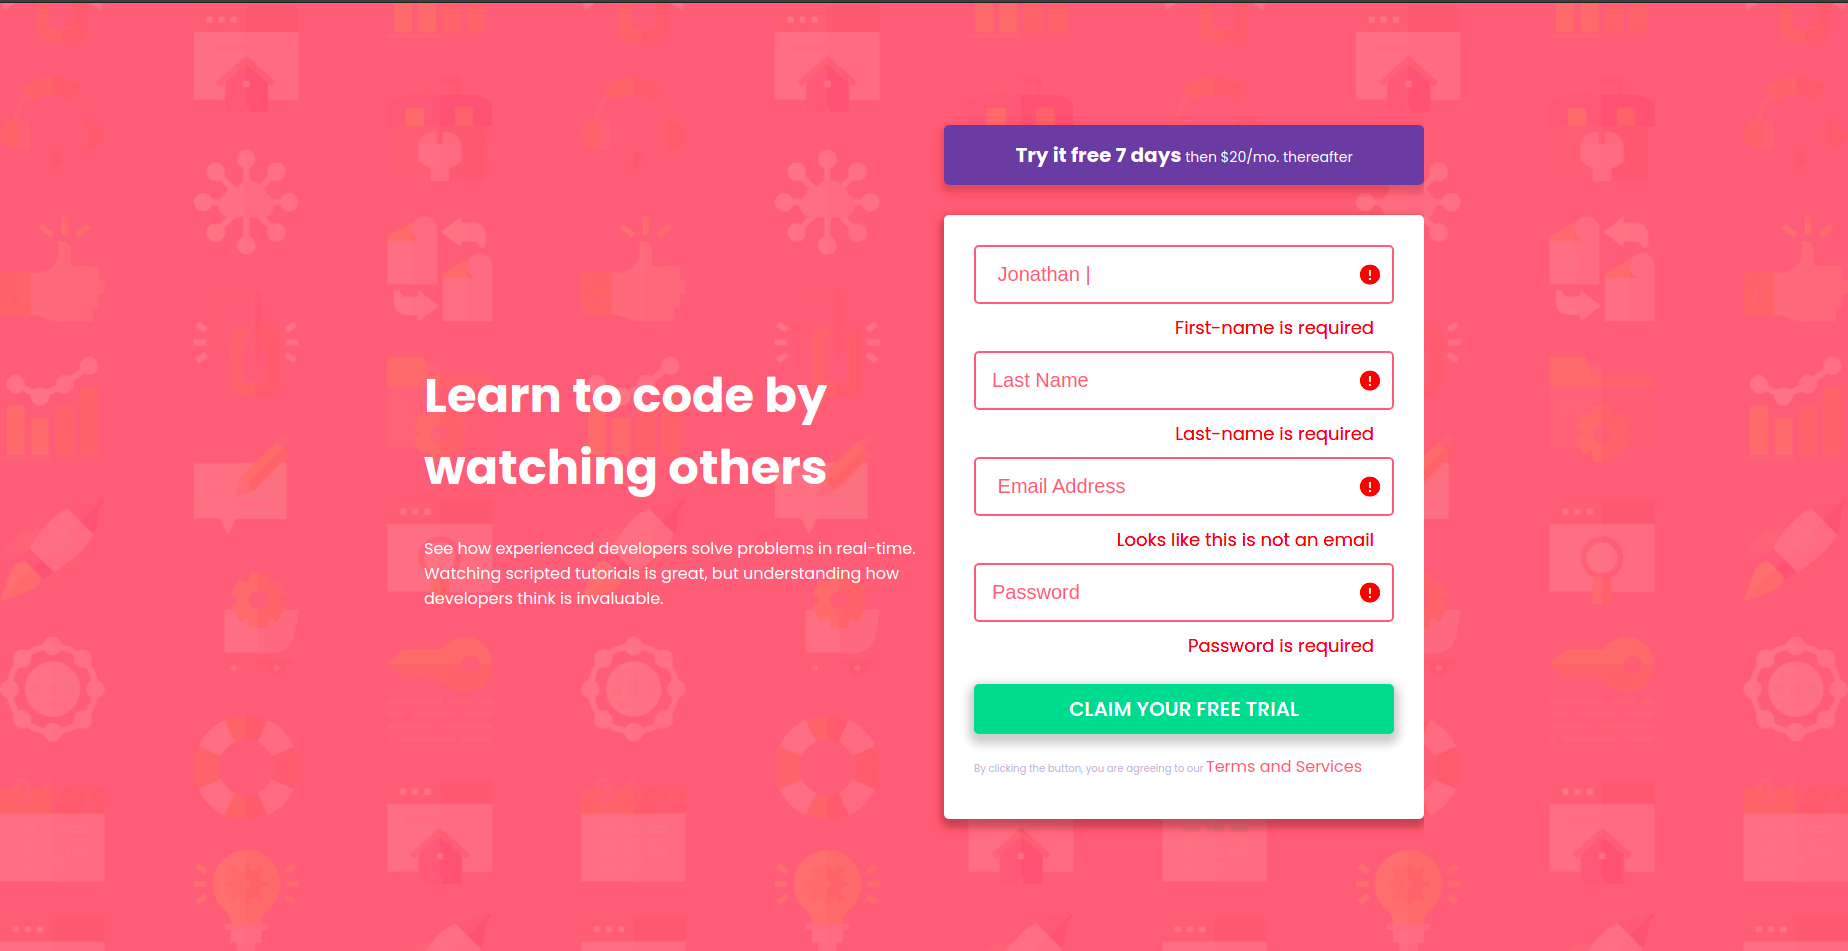 Learn to code by
watching others
See how experienced developers solve problems in real-time.
Watching scripted tutorials is great, but understanding how
developers think is invaluable.
Try it free 7 days then $20/mo. thereafter
Jonathan |
First-name is required
Last Name
Last-name is required
Email Address
Looks like this is not an email
Password
Password is required
CLAIM YOUR FREE TRIAL
By clicking the button, you are agreeing to our Terms and Services